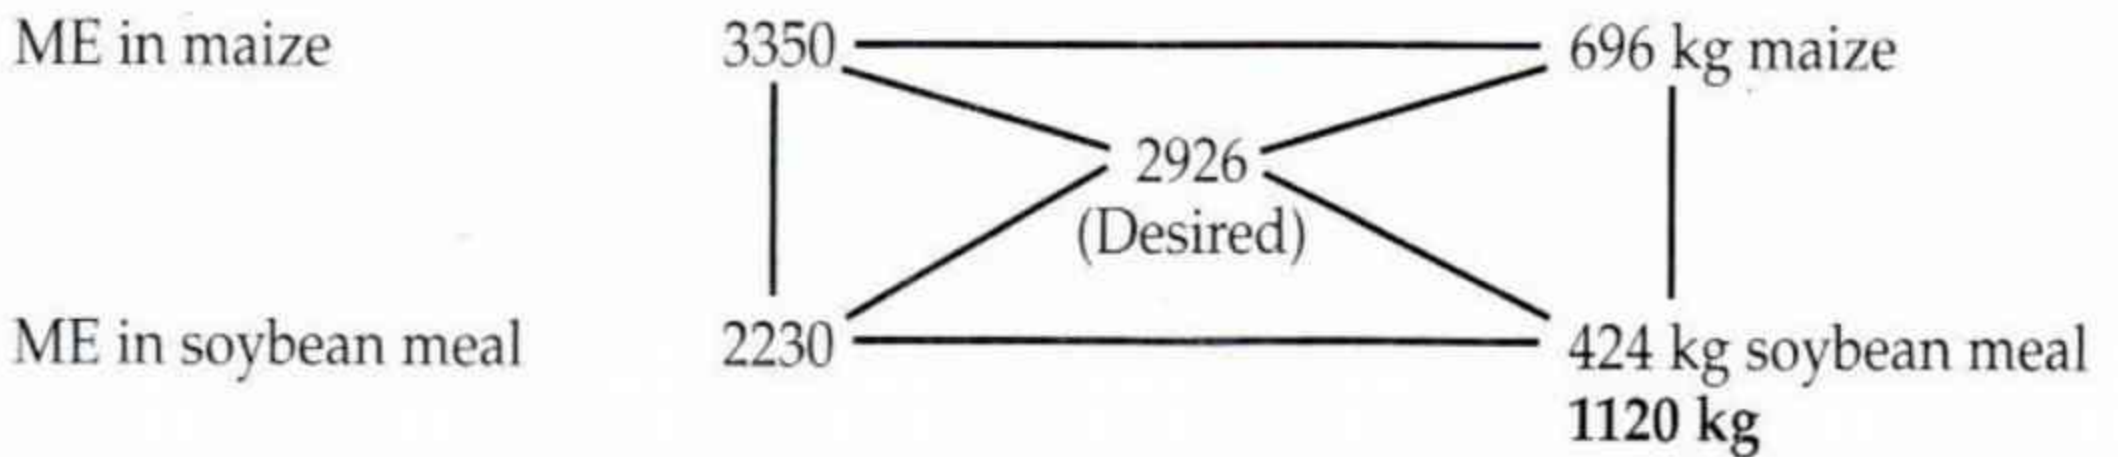 ME in maize 3350 696 kg maize
2926
(Desired)
ME in soybean meal 2230 424 kg soybean meal
1120 kg